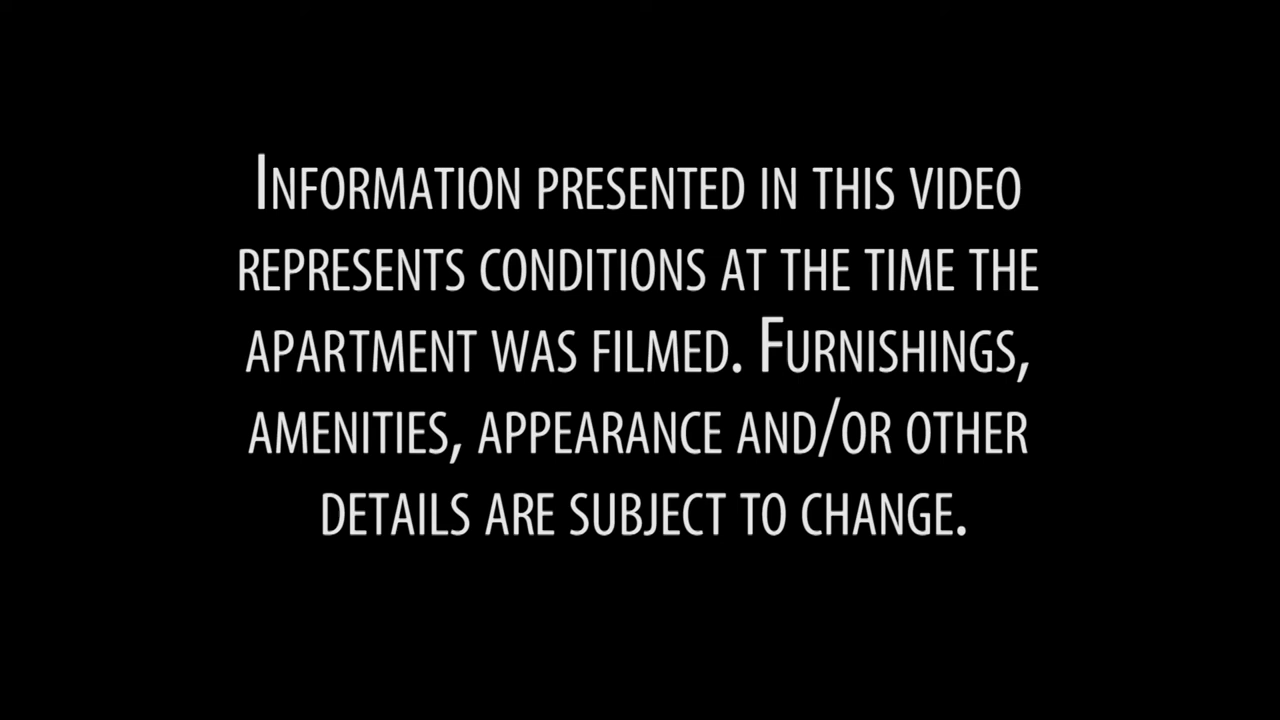 Information presented in this video
represents conditions at the time the
apartment was filmed. Furnishings,
amenities, appearance and/or other
details are subject to change.